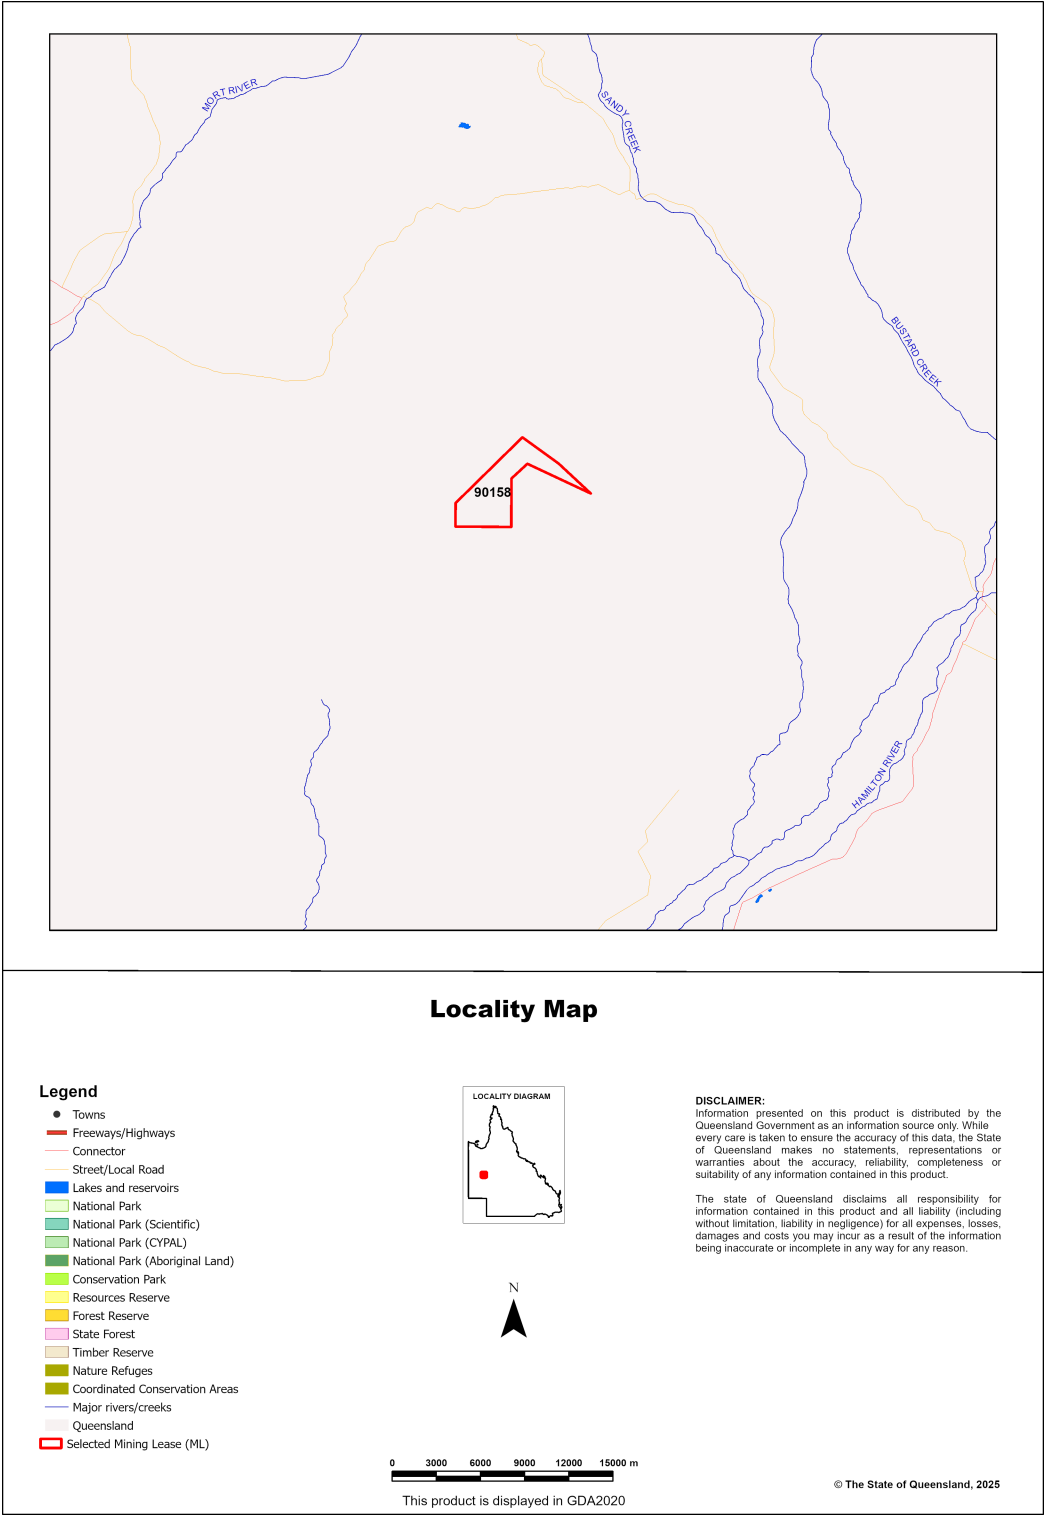 MORT RIVER
SANDY CREEK
BUSTARD CREEK
90158
HAMILTON RIVER
Locality Map
Legend
Towns
Freeways/Highways
Connector
Street/Local Road
Lakes and reservoirs
National Park
National Park (Scientific)
National Park (CYPAL)
National Park (Aboriginal Land)
Conservation Park
Resources Reserve
Forest Reserve
State Forest
Timber Reserve
Nature Refuges
Coordinated Conservation Areas
Major rivers/creeks
Queensland
Selected Mining Lease (ML)
LOCALITY DIAGRAM
N
DISCLAIMER:
Information presented on this product is distributed by the
Queensland Government as an information source only. While
every care is taken to ensure the accuracy of this data, the State
of Queensland makes no statements, representations or
warranties about the accuracy, reliability, completeness or
suitability of any information contained in this product.
The state of Queensland disclaims all responsibility for
information contained in this product and all liability (including
without limitation, liability in negligence) for all expenses, losses,
damages and costs you may incur as a result of the information
being inaccurate or incomplete in any way for any reason.
0 3000 6000 9000 12000 15000 m
This product is displayed in GDA2020
© The State of Queensland, 2025